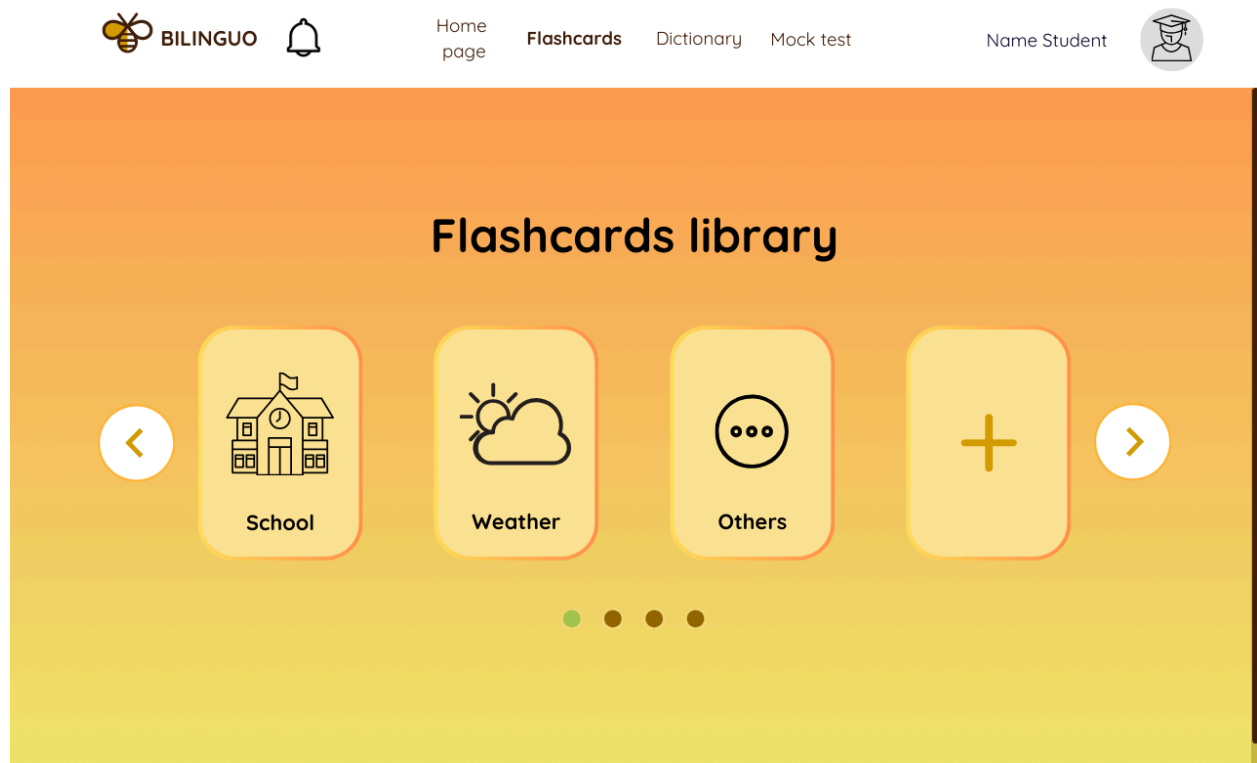 BILINGUO
Home
page
Flashcards
Dictionary
Mock test
Name Student
Flashcards library
School
Weather
Others